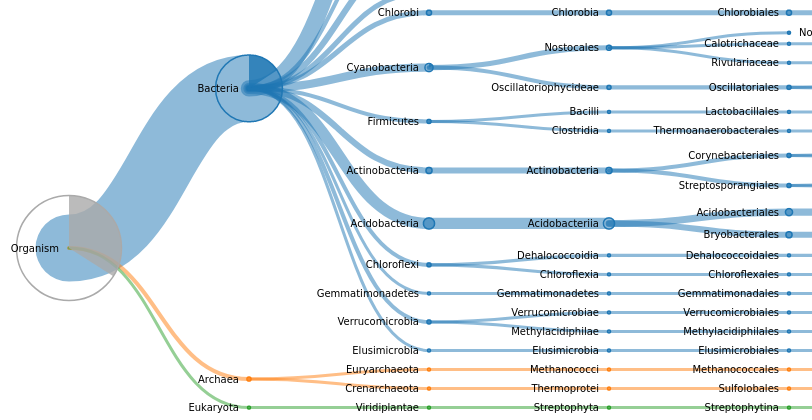 Chlorobi Chlorobia Chlorobiales
No
Nostocales Calotrichaceae
Cyanobacteria Rivulariaceae
Bacteria Oscillatoriophycideae Oscillatoriales
Bacilli Lactobacillales
Firmicutes
Clostridia Thermoanaerobacterales
Corynebacteriales
Actinobacteria Actinobacteria
Streptosporangiales
Acidobacteriales
Acidobacteria Acidobacteriia
Bryobacterales
Organism Dehalococcoidia Dehalococcoidales
Chloroflexi
Chloroflexia Chloroflexales
Gemmatimonadetes Gemmatimonadetes Gemmatimonadales
Verrucomicrobiae Verrucomicrobiales
Verrucomicrobia
Methylacidiphilae Methylacidiphilales
Elusimicrobia Elusimicrobia Elusimicrobiales
Euryarchaeota Methanococci Methanococcales
Archaea
Crenarchaeota Thermoprotei Sulfolobales
Eukaryota Viridiplantae Streptophyta Streptophytina